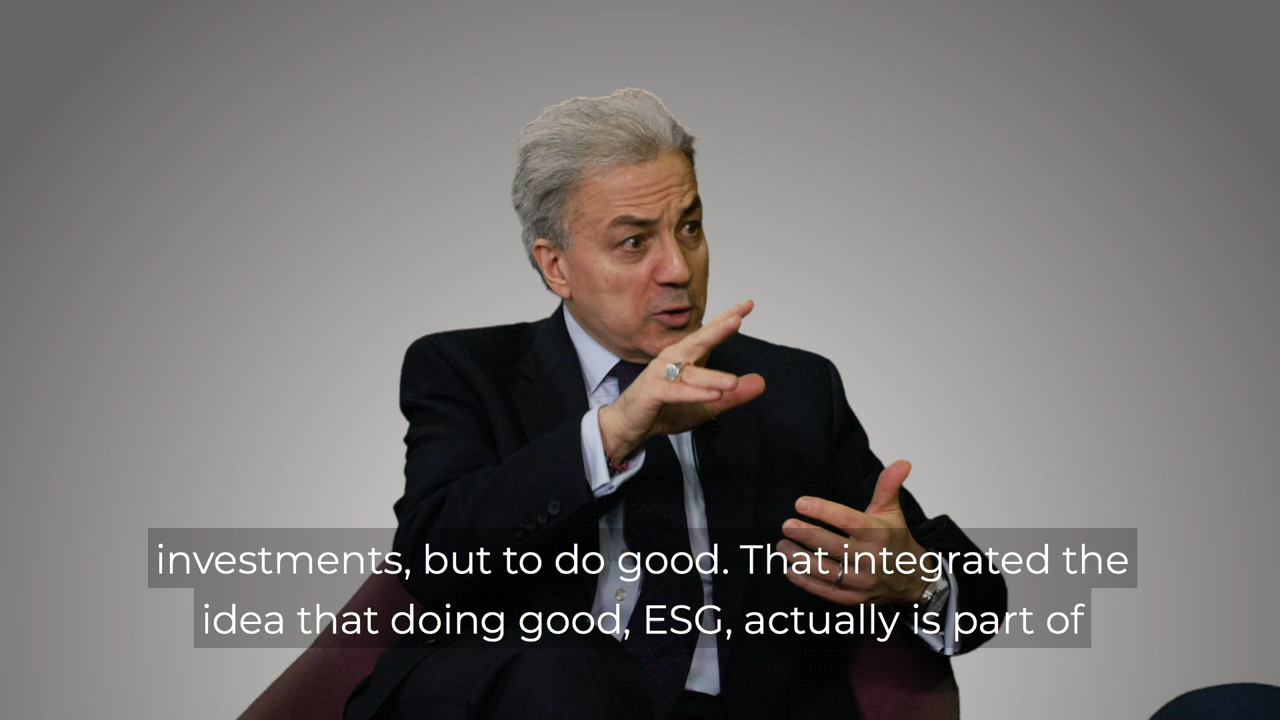 investments, but to do good. That integrated the
idea that doing good, ESG, actually is part of